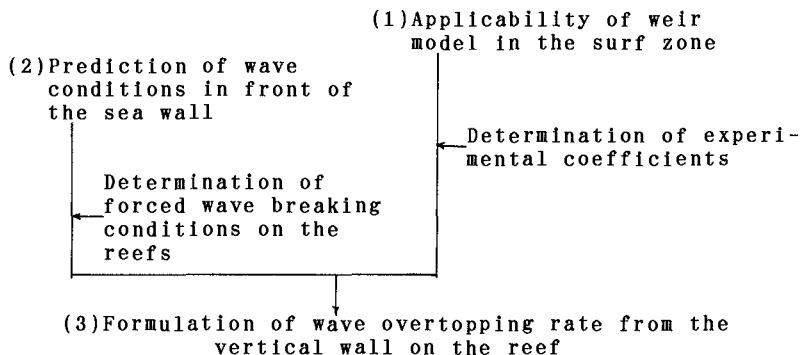 (1)Applicability of weir
model in the surf zone
(2)Prediction of wave
conditions in front of
the sea wall
Determination of experi-
mental coefficients
Determination of
forced wave breaking
conditions on the
reefs
(3)Formulation of wave overtopping rate from the
vertical wall on the reef